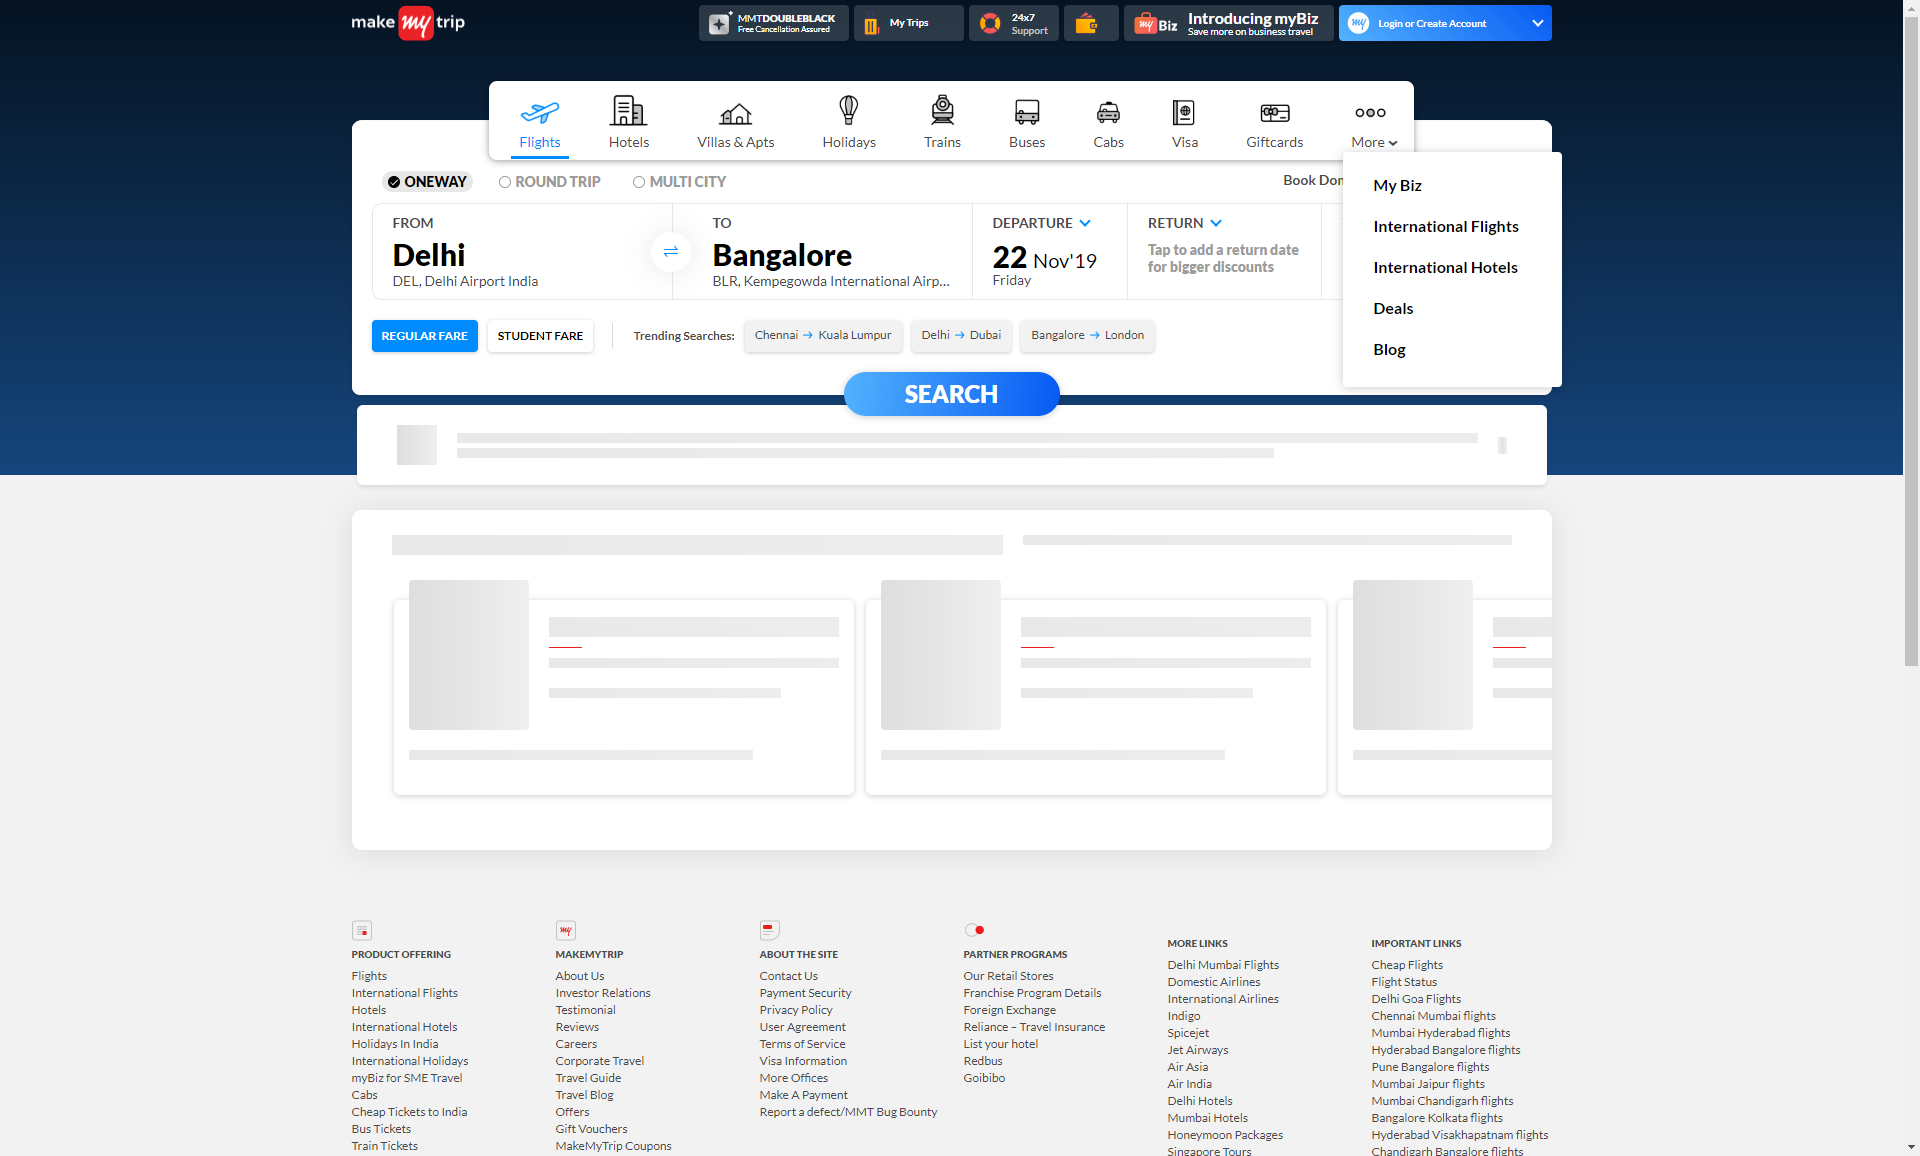 make my trip
MMTDOUBLEBLACK
Free Cancellation Assured
My Trips
24x7
Support
my Biz
Introducing myBiz
Save more on business travel
my
Login or Create Account
Flights
Hotels
Villas & Apts
Holidays
Trains
Buses
Cabs
Visa
Giftcards
More
ONEWAY
ROUND TRIP
MULTI CITY
Book Don
My Biz
International Flights
International Hotels
Deals
Blog
FROM
Delhi
DEL, Delhi Airport India
TO
Bangalore
BLR, Kempegowda International Airp...
DEPARTURE
22 Nov'19
Friday
RETURN
Tap to add a return date
for bigger discounts
REGULAR FARE
STUDENT FARE
Trending Searches:
Chennai → Kuala Lumpur
Delhi → Dubai
Bangalore → London
SEARCH
PRODUCT OFFERING
Flights
International Flights
Hotels
International Hotels
Holidays In India
International Holidays
myBiz for SME Travel
Cabs
Cheap Tickets to India
Bus Tickets
Train Tickets
my
MAKEMYTRIP
About Us
Investor Relations
Testimonial
Reviews
Careers
Corporate Travel
Travel Guide
Travel Blog
Offers
Gift Vouchers
MakeMyTrip Coupons
ABOUT THE SITE
Contact Us
Payment Security
Privacy Policy
User Agreement
Terms of Service
Visa Information
More Offices
Make A Payment
Report a defect/MMT Bug Bounty
PARTNER PROGRAMS
Our Retail Stores
Franchise Program Details
Foreign Exchange
Reliance – Travel Insurance
List your hotel
Redbus
Goibibo
MORE LINKS
Delhi Mumbai Flights
Domestic Airlines
International Airlines
Indigo
Spicejet
Jet Airways
Air Asia
Air India
Delhi Hotels
Mumbai Hotels
Honeymoon Packages
Singapore Tours
IMPORTANT LINKS
Cheap Flights
Flight Status
Delhi Goa Flights
Chennai Mumbai flights
Mumbai Hyderabad flights
Hyderabad Bangalore flights
Pune Bangalore flights
Mumbai Jaipur flights
Mumbai Chandigarh flights
Bangalore Kolkata flights
Hyderabad Visakhapatnam flights
Chandigarh Bangalore flights